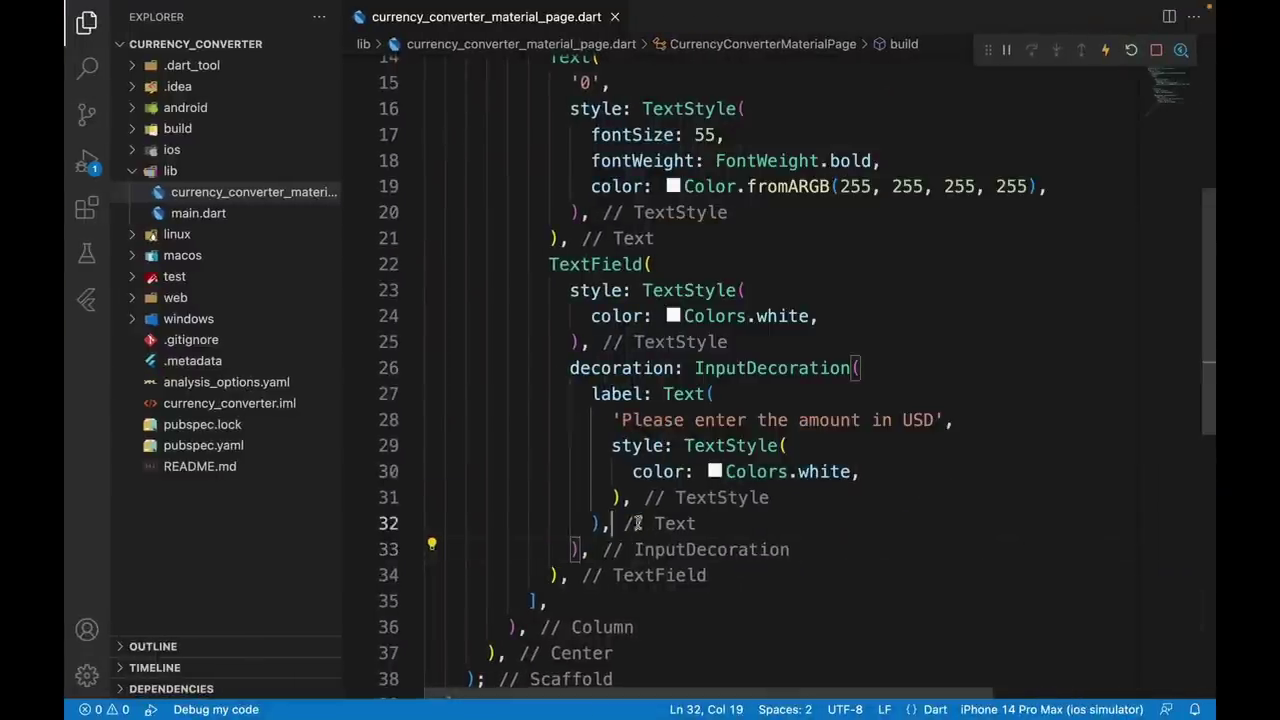 EXPLORER
currency_converter_material_page.dart
CURRENCY_CONVERTER
lib > currency_converter_material_page.dart > CurrencyConverterMaterialPage > build
.dart_tool
.idea
android
build
ios
lib
currency_converter_materi...
main.dart
linux
macos
test
web
windows
.gitignore
.metadata
analysis_options.yaml
currency_converter.iml
pubspec.lock
pubspec.yaml
README.md
OUTLINE
TIMELINE
DEPENDENCIES
1
14 Text(
15 '0',
16 style: TextStyle(
17 fontSize: 55,
18 fontWeight: FontWeight.bold,
19 color: Color.fromARGB(255, 255, 255, 255),
20 ), // TextStyle
21 ), // Text
22 TextField(
23 style: TextStyle(
24 color: Colors.white,
25 ), // TextStyle
26 decoration: InputDecoration(
27 label: Text(
28 'Please enter the amount in USD',
29 style: TextStyle(
30 color: Colors.white,
31 ), // TextStyle
32 ), // Text
33 ), // InputDecoration
34 ), // TextField
35 ],
36 ), // Column
37 ), // Center
38 ); // Scaffold
0 0 Debug my code Ln 32, Col 19 Spaces: 2 UTF-8 LF {} Dart iPhone 14 Pro Max (ios simulator)